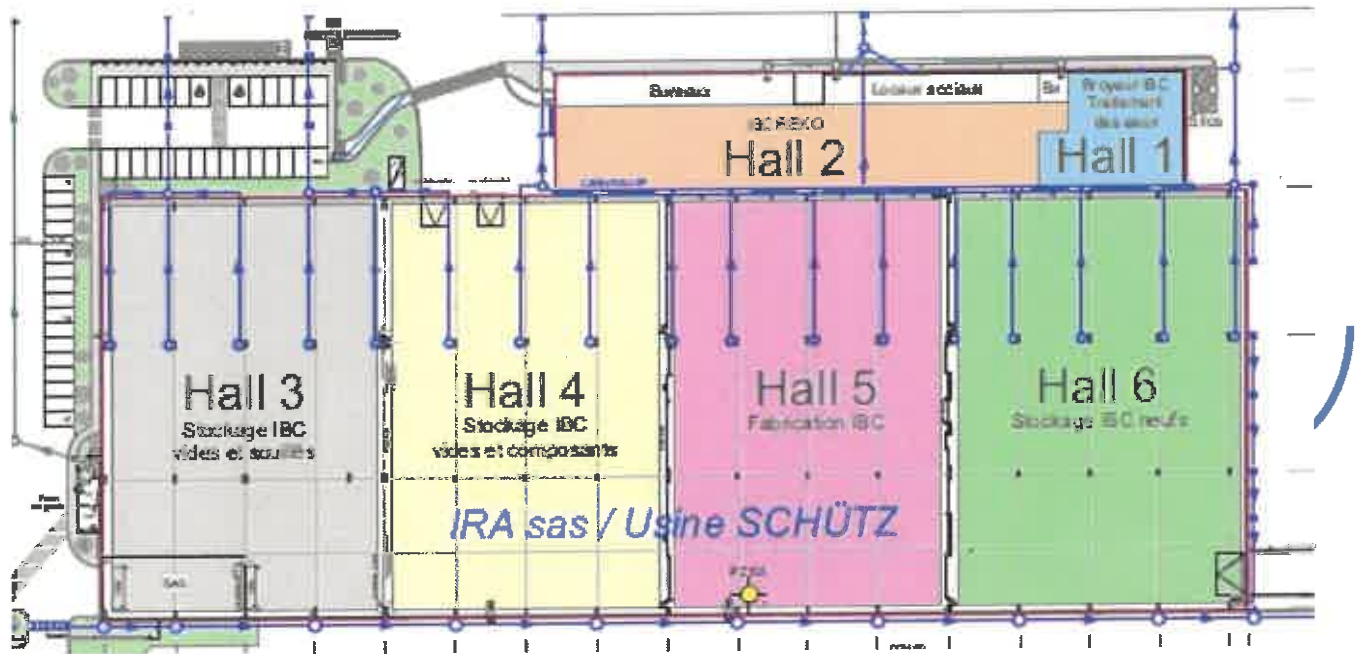 Bureaux
Locaux sociaux
Broyeur IBC
Traitement
des eaux
Hall 2
Hall 1
Hall 3
Stockage IBC
vides et souillés
Hall 4
Stockage IBC
vides et composants
Hall 5
Fabrication IBC
Hall 6
Stockage IBC neufs
IRA sas / Usine SCHÜTZ
SAS